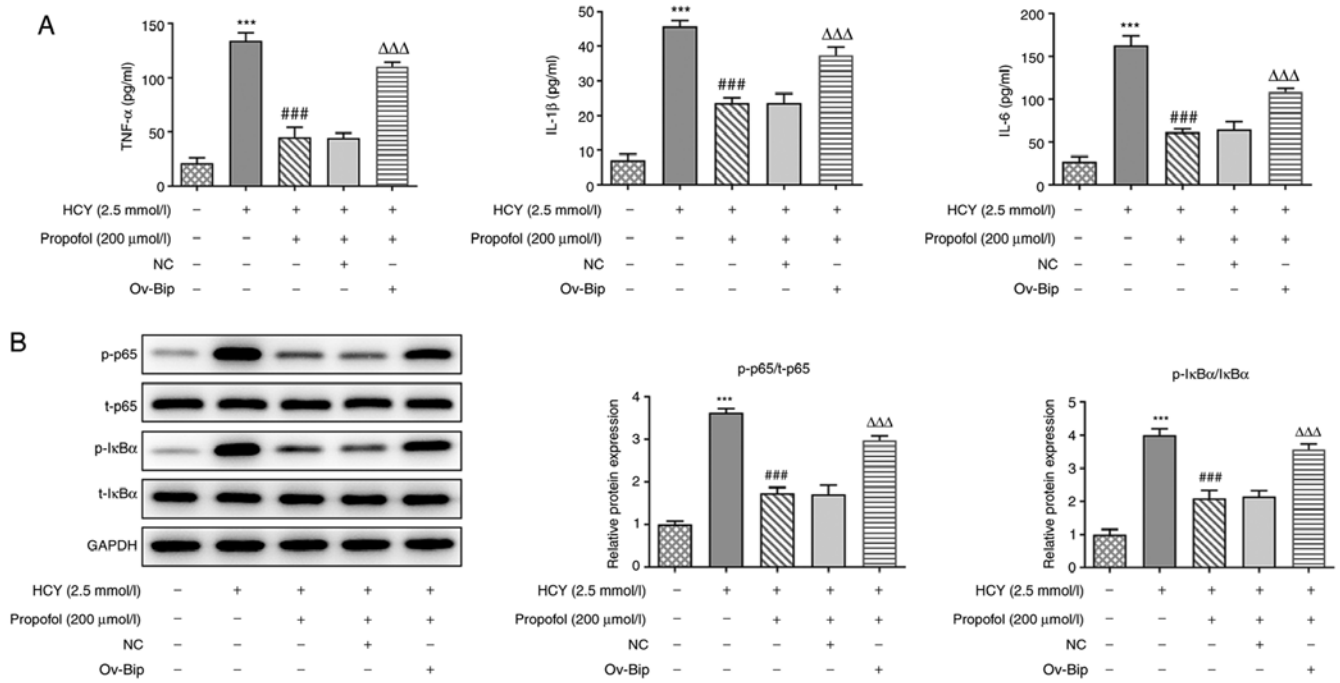 A
TNF-α (pg/ml)
150
100
50
0
***
###
ΔΔΔ
HCY (2.5 mmol/l) – + + + +
Propofol (200 μmol/l) – – + + +
NC – – – + –
Ov-Bip – – – – +
IL-1β (pg/ml)
50
40
30
20
10
0
***
###
ΔΔΔ
HCY (2.5 mmol/l) – + + + +
Propofol (200 μmol/l) – – + + +
NC – – – + –
Ov-Bip – – – – +
IL-6 (pg/ml)
200
150
100
50
0
***
###
ΔΔΔ
HCY (2.5 mmol/l) – + + + +
Propofol (200 μmol/l) – – + + +
NC – – – + –
Ov-Bip – – – – +
B
p-p65
t-p65
p-IκBα
t-IκBα
GAPDH
HCY (2.5 mmol/l) – + + + +
Propofol (200 μmol/l) – – + + +
NC – – – + –
Ov-Bip – – – – +
p-p65/t-p65
Relative protein expression
4
3
2
1
0
***
###
ΔΔΔ
HCY (2.5 mmol/l) – + + + +
Propofol (200 μmol/l) – – + + +
NC – – – + –
Ov-Bip – – – – +
p-IκBα/IκBα
Relative protein expression
5
4
3
2
1
0
***
###
ΔΔΔ
HCY (2.5 mmol/l) – + + + +
Propofol (200 μmol/l) – – + + +
NC – – – + –
Ov-Bip – – – – +